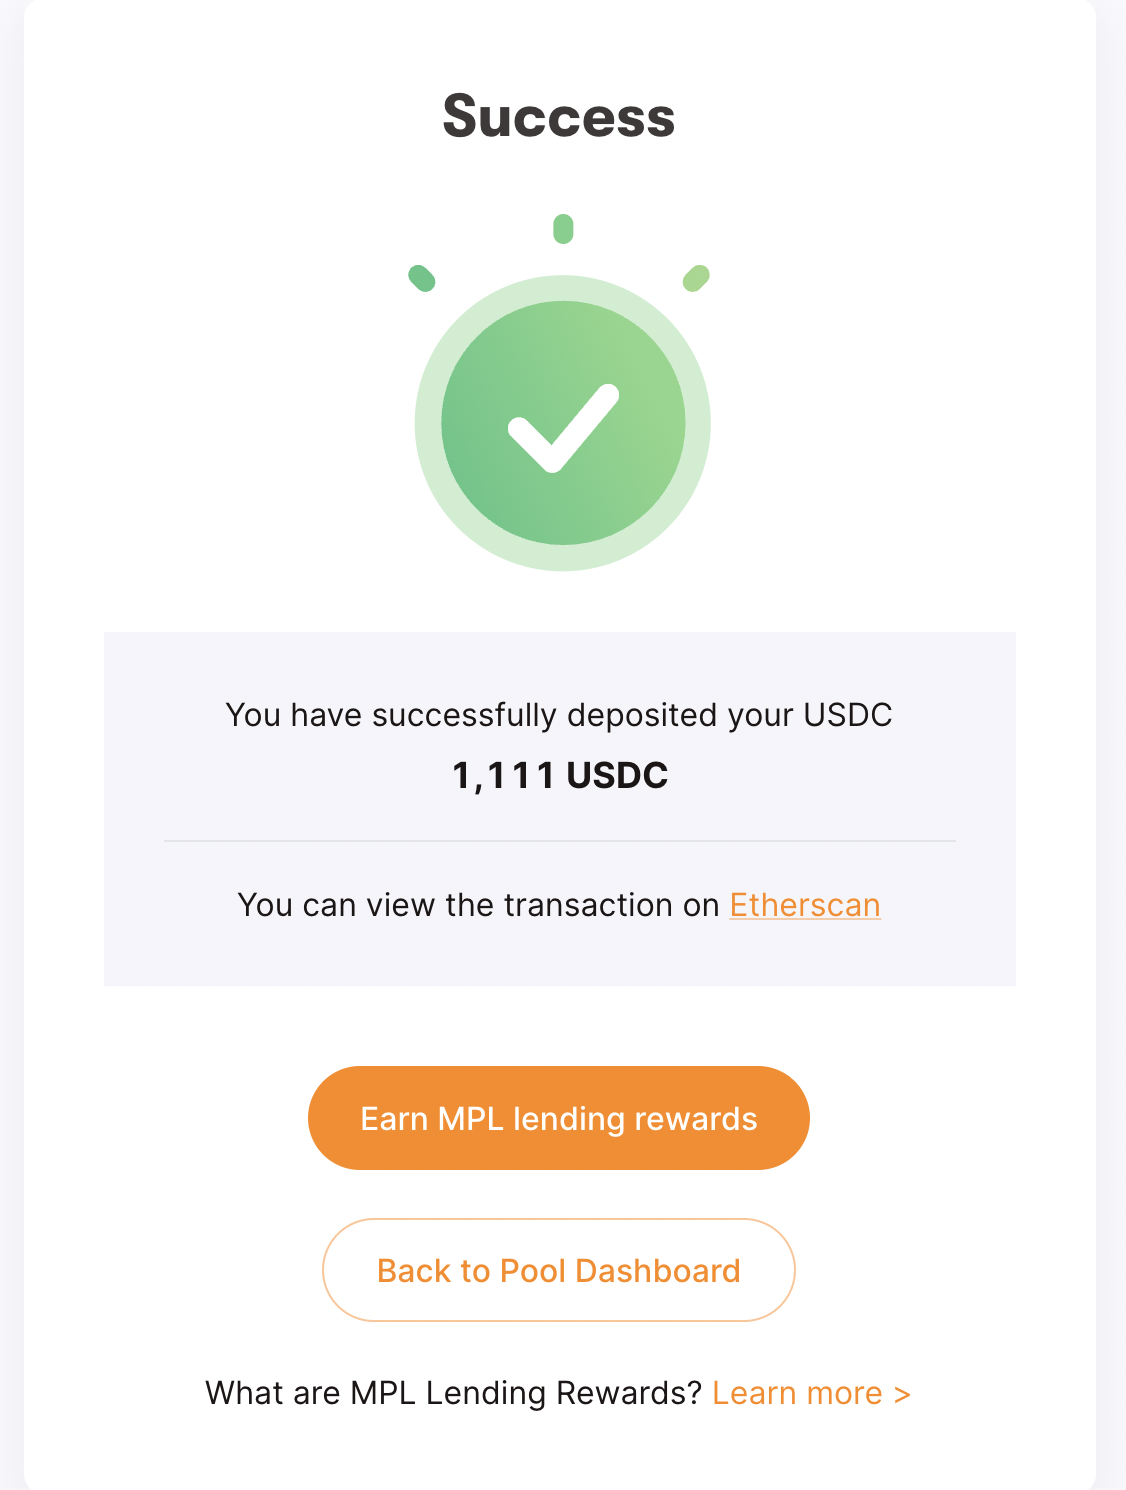 Success
You have successfully deposited your USDC
1,111 USDC
You can view the transaction on Etherscan
Earn MPL lending rewards
Back to Pool Dashboard
What are MPL Lending Rewards? Learn more >